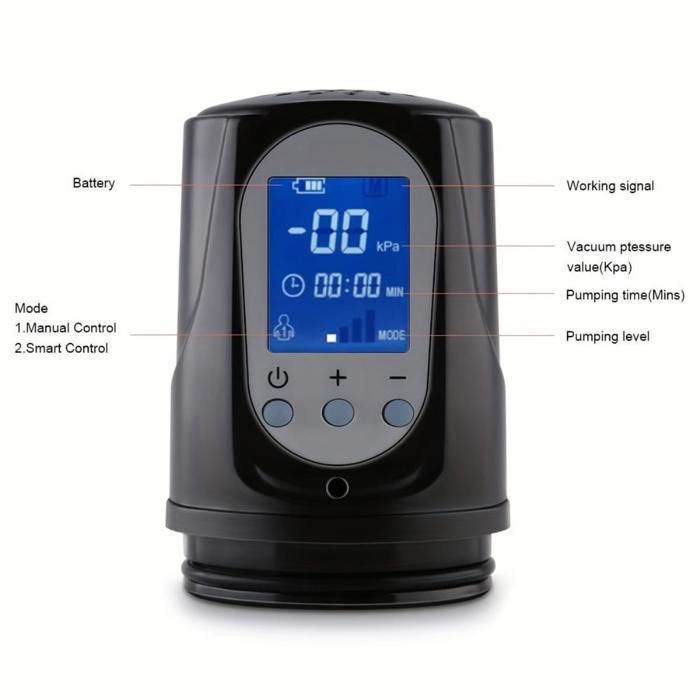 Battery
Working signal
M
-00 kPa
Vacuum ptessure
value(Kpa)
00:00 MIN
Pumping time(Mins)
Mode
1.Manual Control
2.Smart Control
1
MODE
Pumping level
+ −